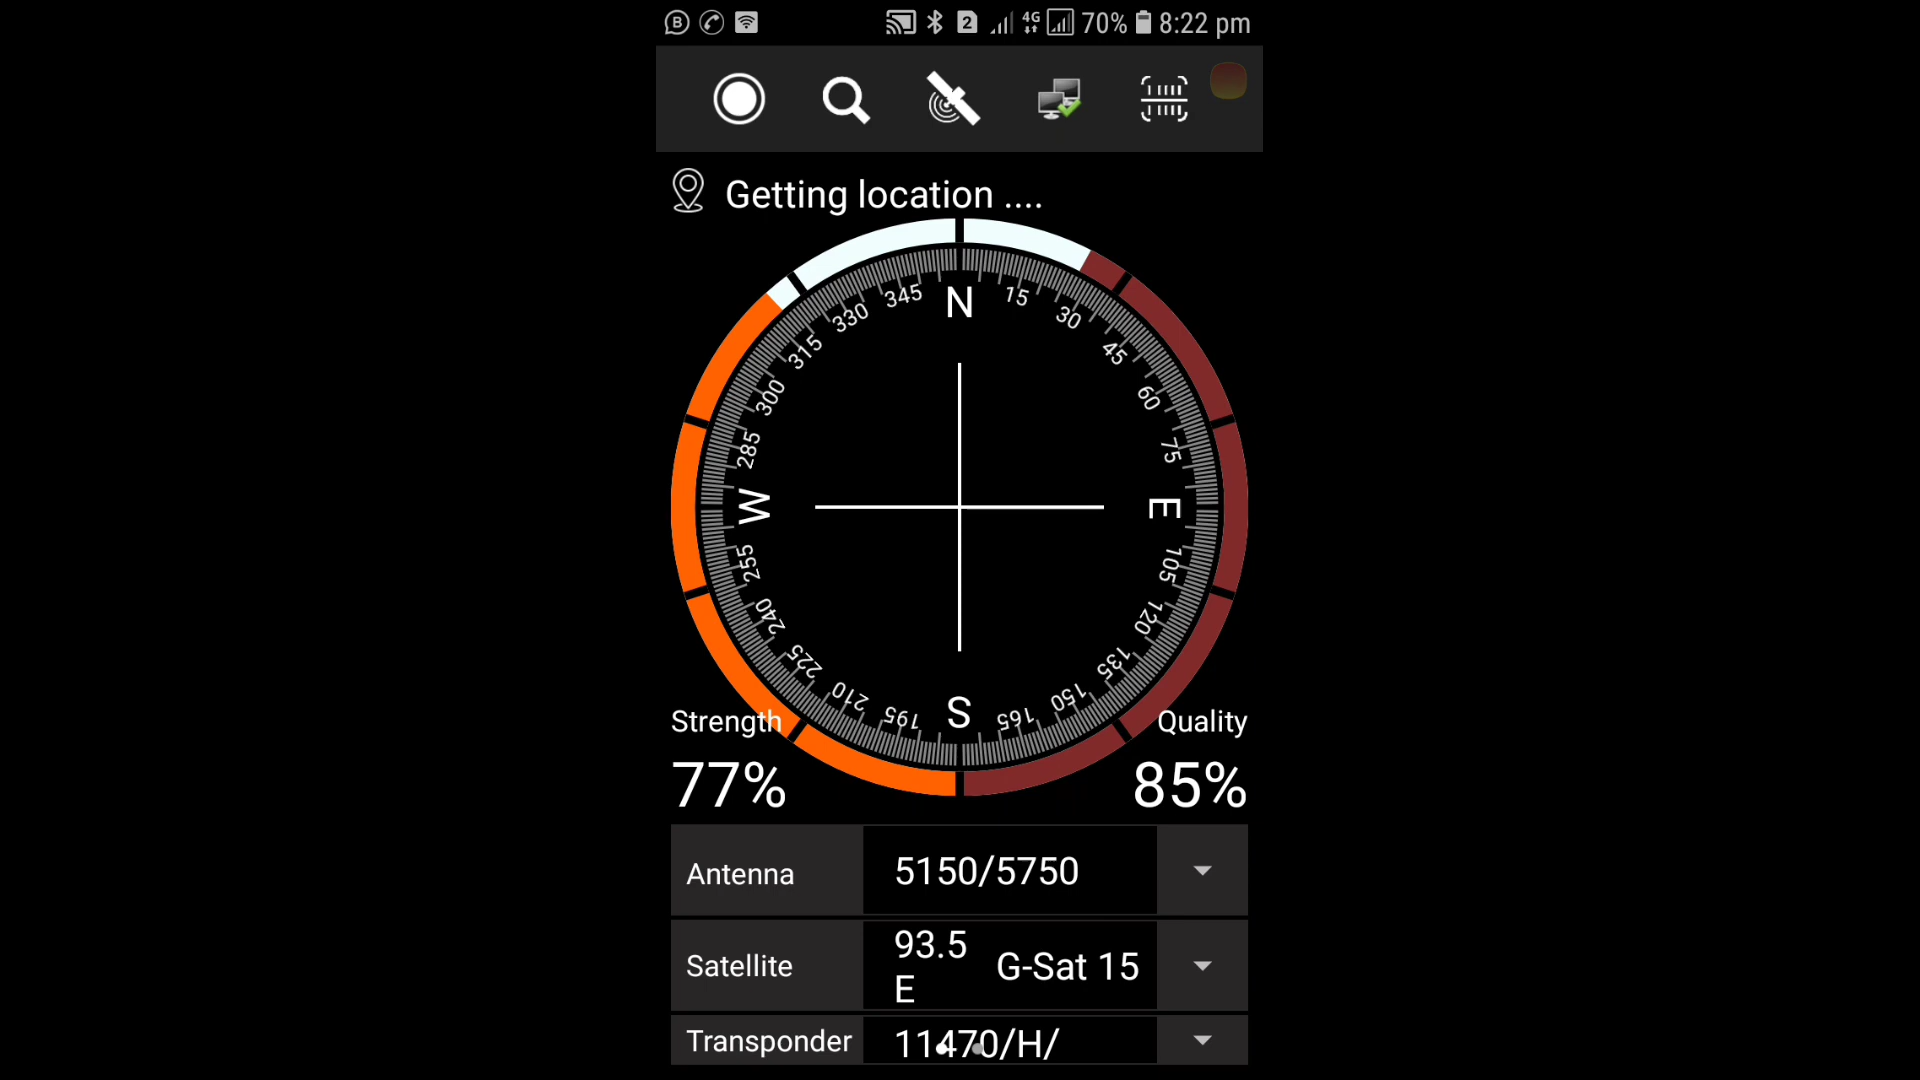 2 4G 70% 8:22 pm
Getting location ....
N
15
30
45
60
75
E
105
120
135
150
165
S
195
210
225
240
255
W
285
300
315
330
345
Strength Quality
77% 85%
Antenna 5150/5750
Satellite 93.5 E G-Sat 15
Transponder 11470/H/